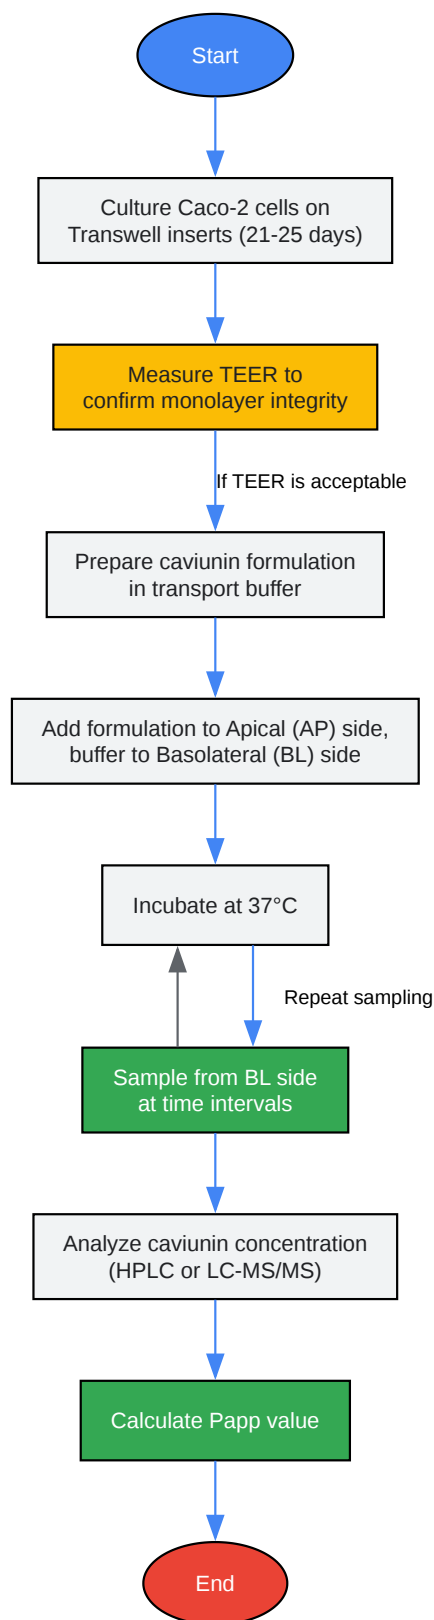 Start
Culture Caco-2 cells on
Transwell inserts (21-25 days)
Measure TEER to
confirm monolayer integrity
If TEER is acceptable
Prepare caviunin formulation
in transport buffer
Add formulation to Apical (AP) side,
buffer to Basolateral (BL) side
Incubate at 37°C
Repeat sampling
Sample from BL side
at time intervals
Analyze caviunin concentration
(HPLC or LC-MS/MS)
Calculate Papp value
End